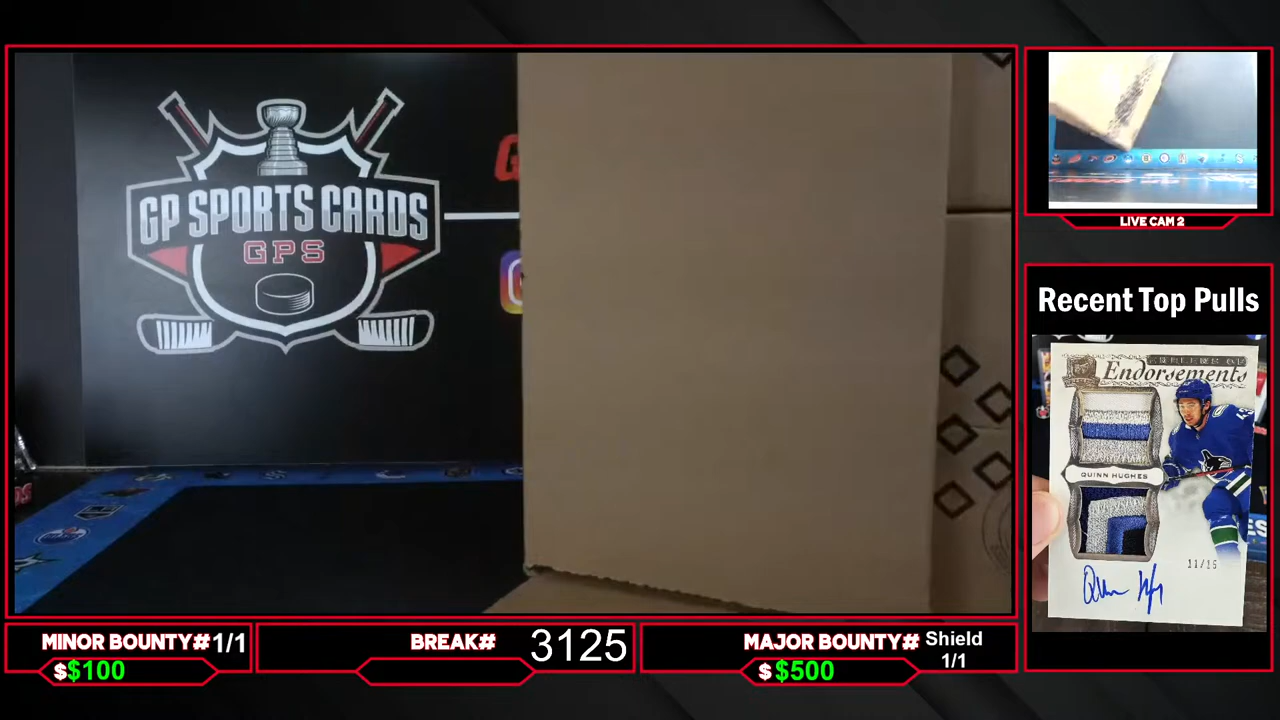 GP SPORTS CARDS
GPS
LIVE CAM 2
Recent Top Pulls
Endorsements
QUINN HUGHES
11/15
MINOR BOUNTY# 1/1
$$100
BREAK# 3125
MAJOR BOUNTY# Shield
1/1
$$500